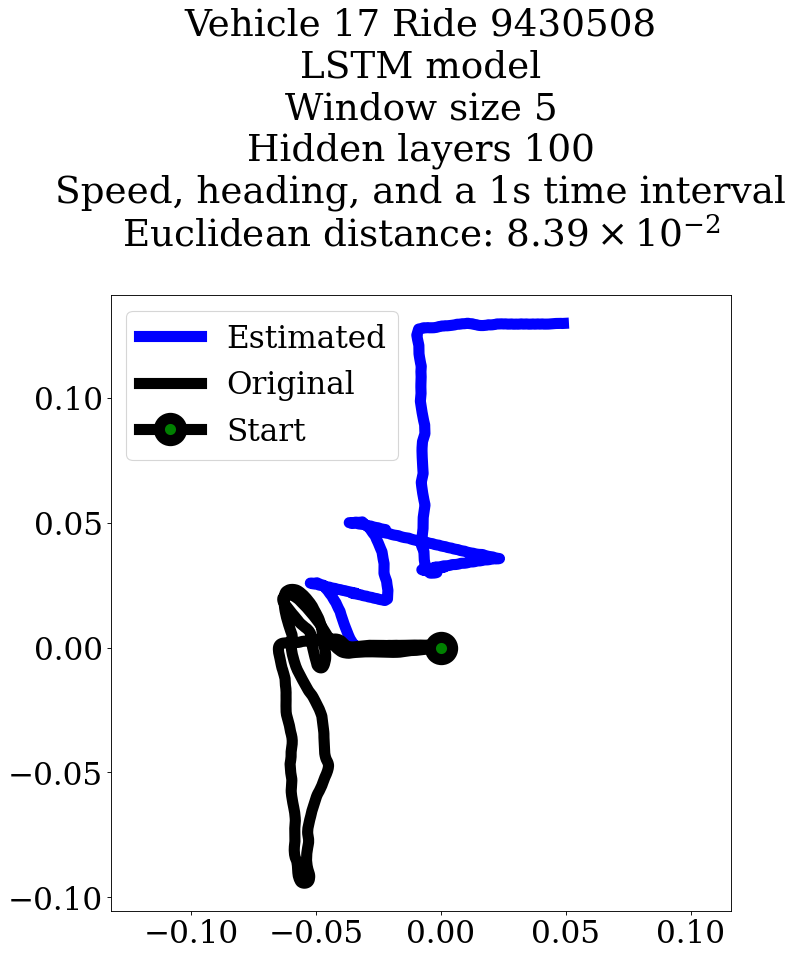 Vehicle 17 Ride 9430508
LSTM model
Window size 5
Hidden layers 100
Speed, heading, and a 1s time interval
Euclidean distance: 8.39 × 10⁻²
Estimated
Original
Start
0.10
0.05
0.00
−0.05
−0.10
−0.10 −0.05 0.00 0.05 0.10